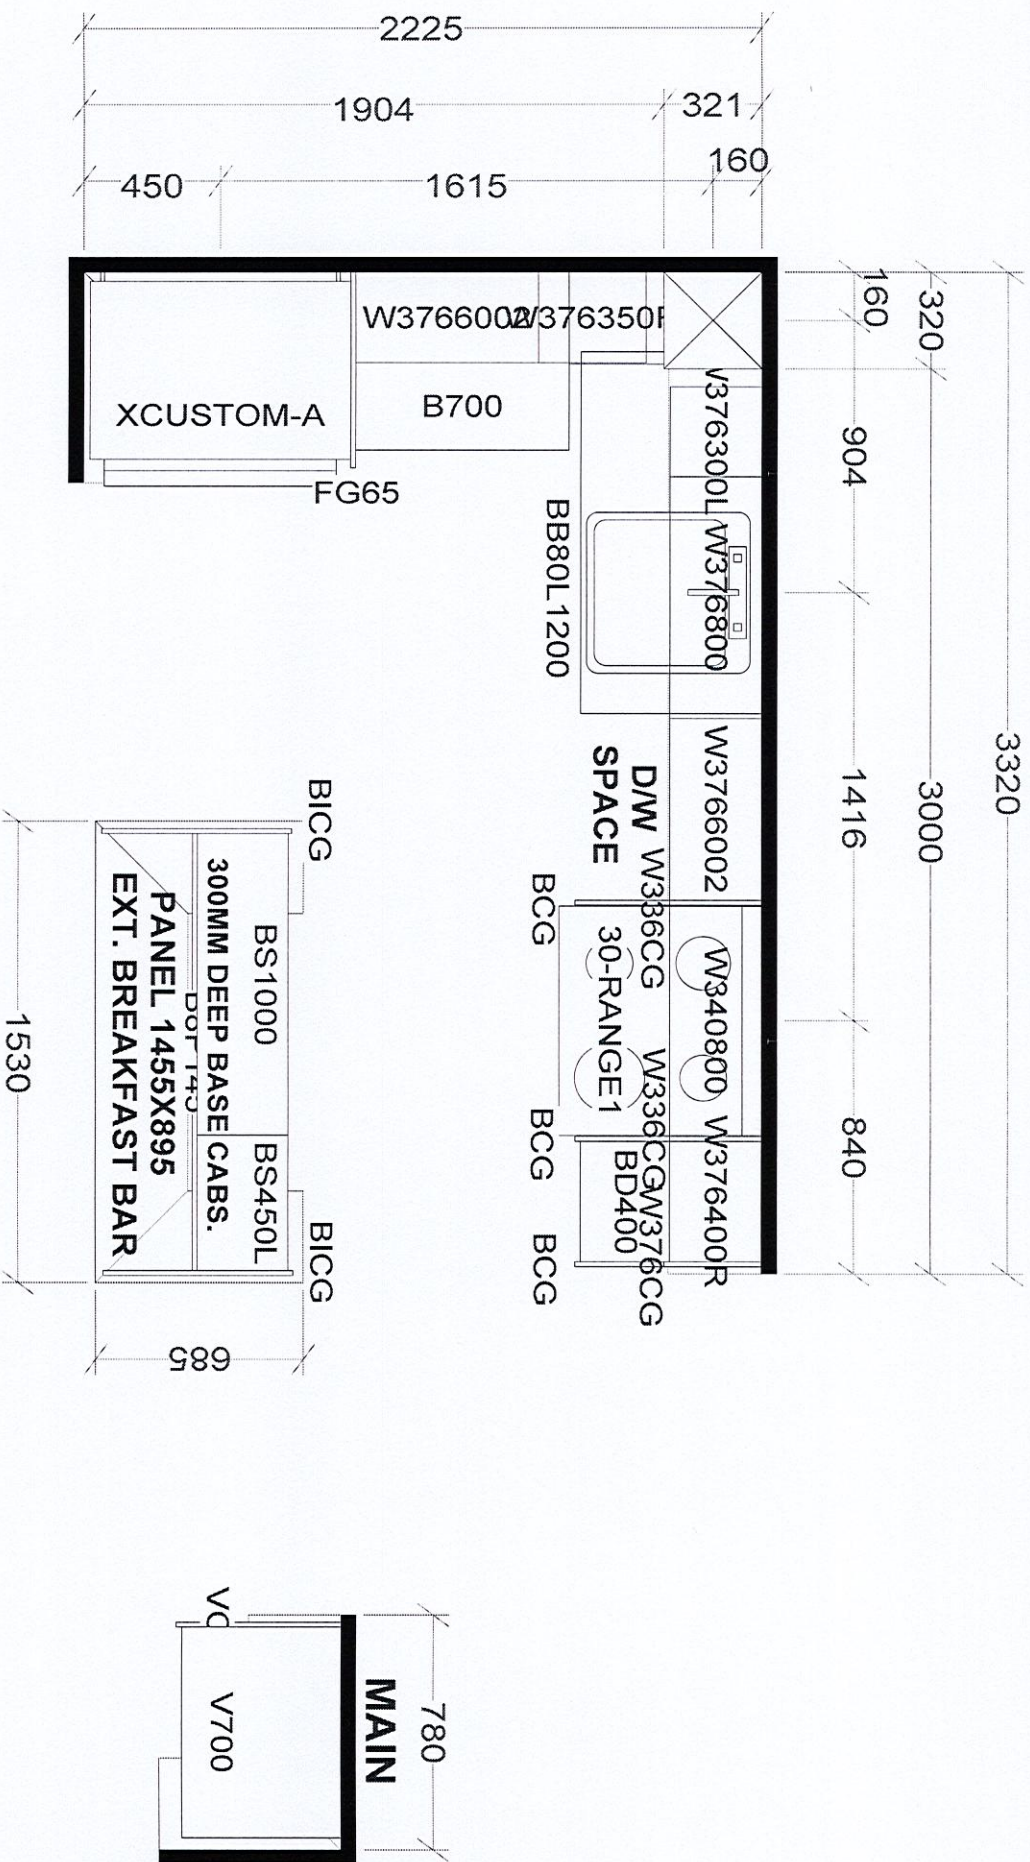 2225
1904
321
160
450
1615
160
320
3320
904
3000
1416
840
W3766002
W376350R
XCUSTOM-A
B700
FG65
W376300L
W376800
BB80L1200
W3766002
D/W
SPACE
W336CG
BCG
30-RANGE1
W340800
W336CG
BCG
BD400
W376400R
W376CG
BCG
BICG
BS1000
300MM DEEP BASE CABS.
PANEL 1455X895
EXT. BREAKFAST BAR
BS450L
BICG
1530
685
MAIN
780
V700